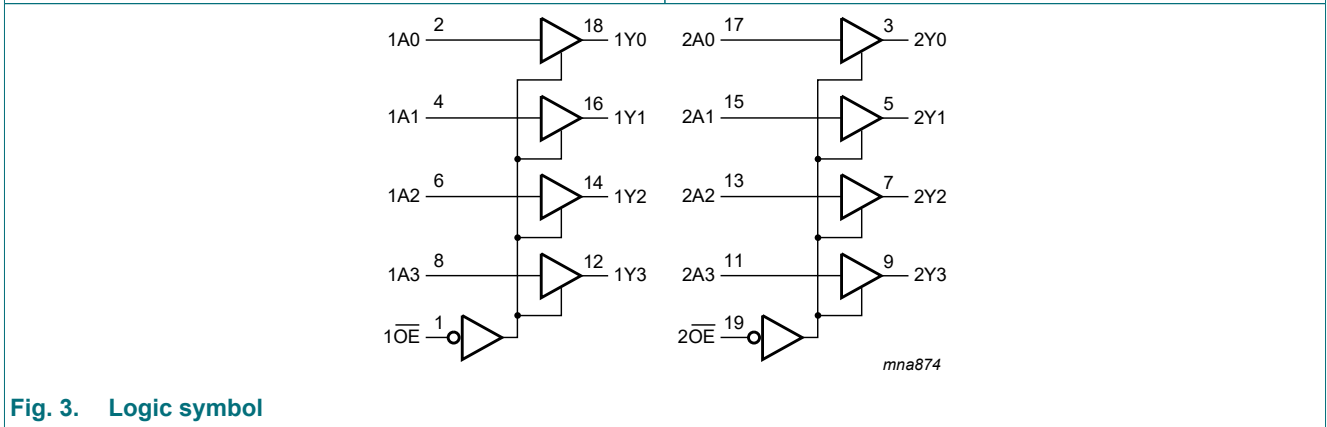 1A0 2 18 1Y0
1A1 4 16 1Y1
1A2 6 14 1Y2
1A3 8 12 1Y3
1O̅E̅ 1
2A0 17 3 2Y0
2A1 15 5 2Y1
2A2 13 7 2Y2
2A3 11 9 2Y3
2O̅E̅ 19
mna874
Fig. 3. Logic symbol